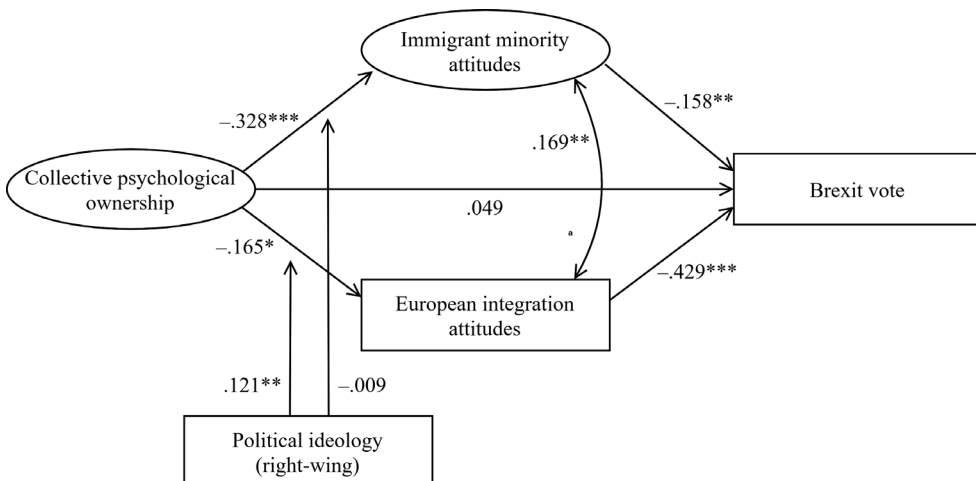 Immigrant minority
attitudes
–.328***
–.158**
.169**
Collective psychological
ownership
Brexit vote
.049
–.165*
a
–.429***
European integration
attitudes
.121**
–.009
Political ideology
(right-wing)